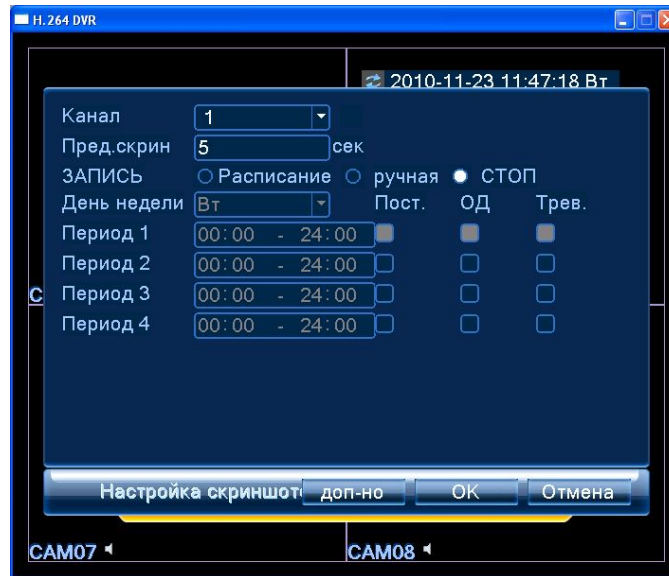 H.264 DVR
2010-11-23 11:47:18 Вт
Канал 1
Пред.скрин 5 сек
ЗАПИСЬ Расписание ручная СТОП
День недели Вт Пост. ОД Трев.
Период 1 00:00 - 24:00
Период 2 00:00 - 24:00
Период 3 00:00 - 24:00
Период 4 00:00 - 24:00
Настройка скриншот доп-но OK Отмена
CAM07 CAM08